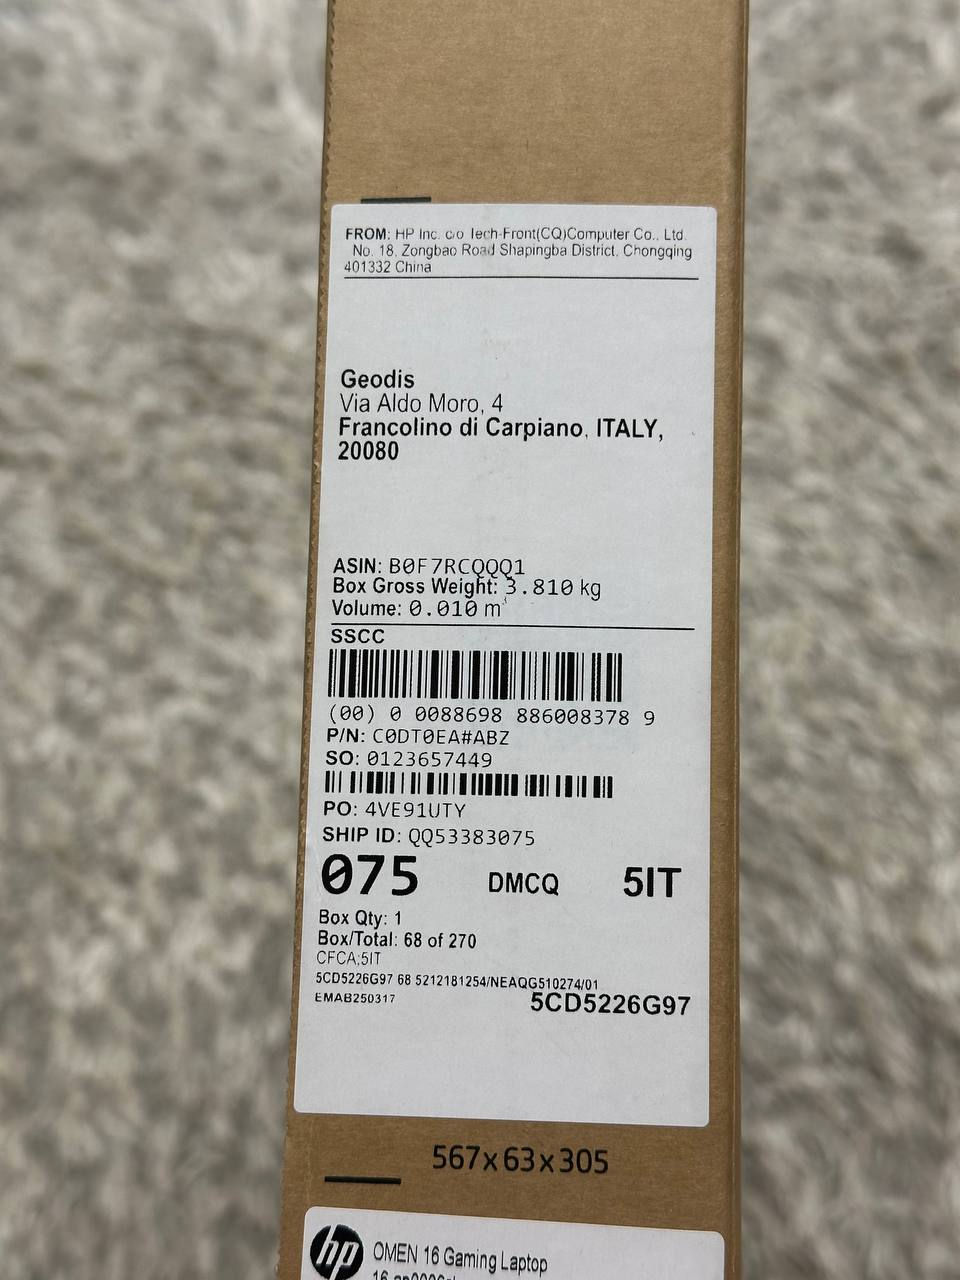 FROM: HP Inc. c/o Tech-Front(CQ)Computer Co., Ltd.
No. 18, Zongbao Road Shapingba District, Chongqing
401332 China
Geodis
Via Aldo Moro, 4
Francolino di Carpiano, ITALY,
20080
ASIN: B0F7RCQQQ1
Box Gross Weight: 3.810 kg
Volume: 0.010 m³
SSCC
(00) 0 0088698 886008378 9
P/N: C0DT0EA#ABZ
SO: 0123657449
PO: 4VE91UTY
SHIP ID: QQ53383075
075 DMCQ 5IT
Box Qty: 1
Box/Total: 68 of 270
CFCA;5IT
5CD5226G97 68 5212181254/NEAQG510274/01
EMAB250317 5CD5226G97
567x63x305
hp OMEN 16 Gaming Laptop